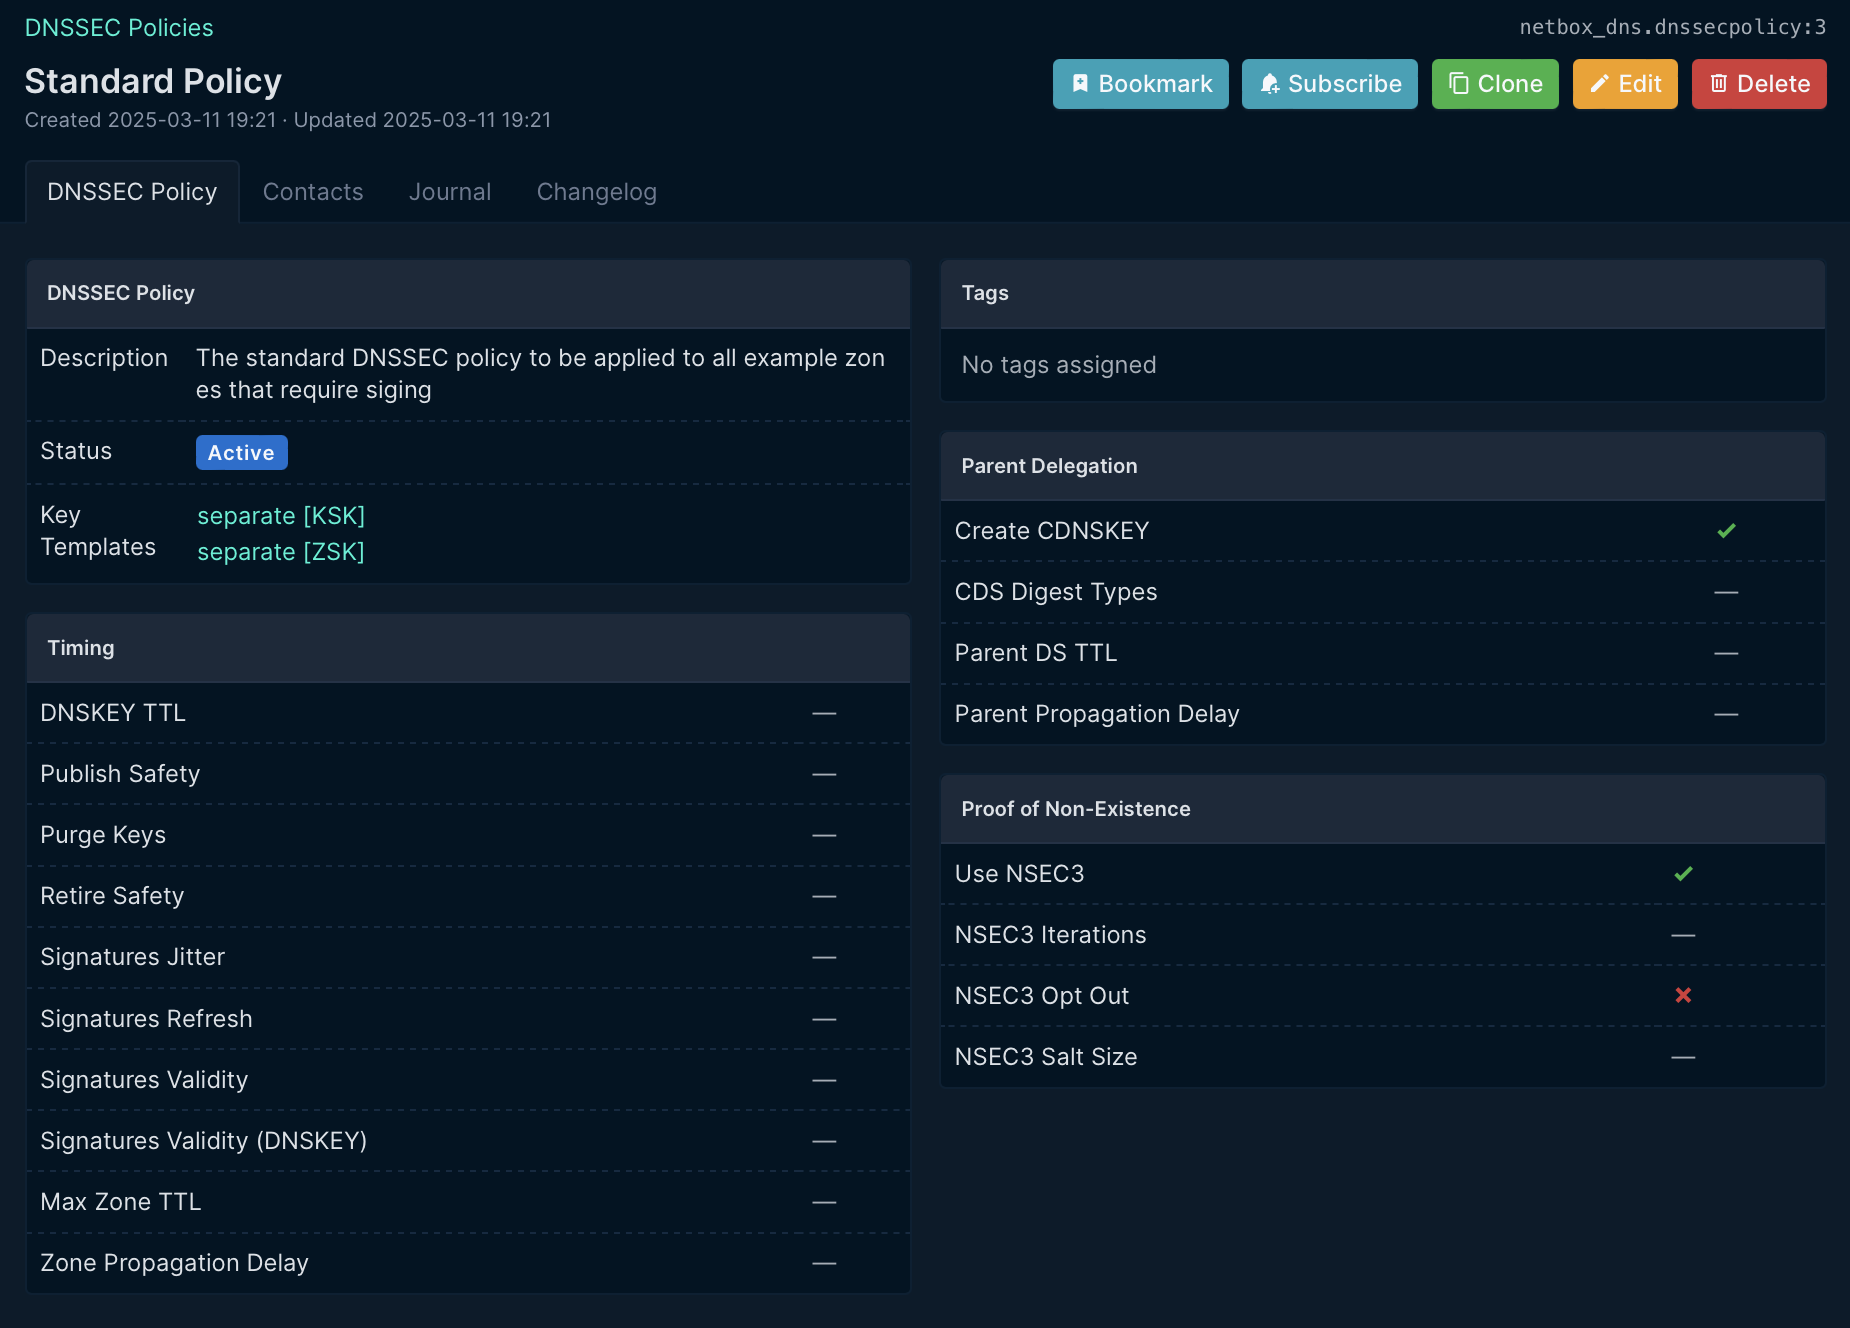 DNSSEC Policies
netbox_dns.dnssecpolicy:3
Standard Policy
Created 2025-03-11 19:21 · Updated 2025-03-11 19:21
Bookmark
Subscribe
Clone
Edit
Delete
DNSSEC Policy
Contacts
Journal
Changelog
DNSSEC Policy
Description
The standard DNSSEC policy to be applied to all example zon
es that require siging
Status
Active
Key
Templates
separate [KSK]
separate [ZSK]
Timing
DNSKEY TTL —
Publish Safety —
Purge Keys —
Retire Safety —
Signatures Jitter —
Signatures Refresh —
Signatures Validity —
Signatures Validity (DNSKEY) —
Max Zone TTL —
Zone Propagation Delay —
Tags
No tags assigned
Parent Delegation
Create CDNSKEY
CDS Digest Types —
Parent DS TTL —
Parent Propagation Delay —
Proof of Non-Existence
Use NSEC3
NSEC3 Iterations —
NSEC3 Opt Out
NSEC3 Salt Size —